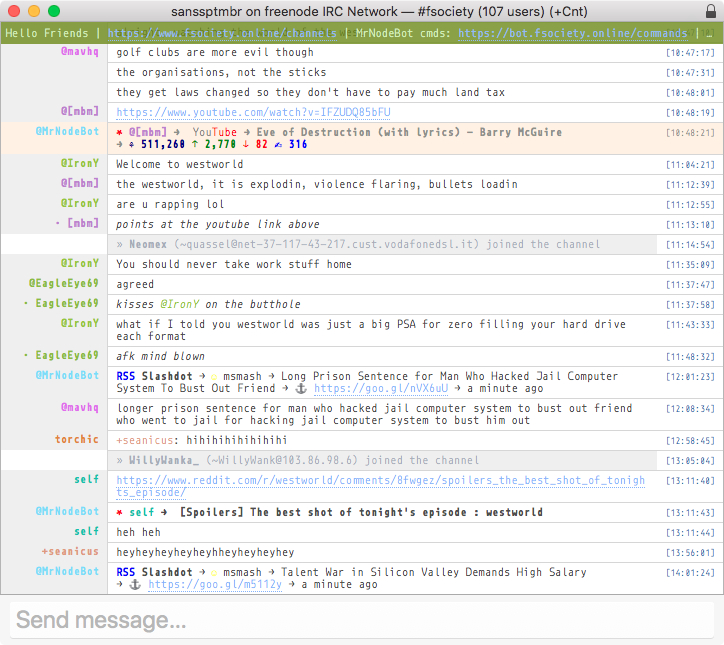 sanssptmbr on freenode IRC Network — #fsociety (107 users) (+Cnt)
Hello Friends | https://www.fsociety.online/channels | MrNodeBot cmds: https://bot.fsociety.online/commands |
@mavhq golf clubs are more evil though [10:47:17]
the organisations, not the sticks [10:47:31]
they get laws changed so they don't have to pay much land tax [10:48:01]
@[mbm] https://www.youtube.com/watch?v=IFZUDQ85bFU [10:48:19]
@MrNodeBot * @[mbm] → YouTube → Eve of Destruction (with lyrics) – Barry McGuire [10:48:21]
→ 511,260 ↑ 2,770 ↓ 82 316
@IronY Welcome to westworld [11:04:21]
@[mbm] the westworld, it is explodin, violence flaring, bullets loadin [11:12:39]
@IronY are u rapping lol [11:12:55]
· [mbm] points at the youtube link above [11:13:10]
» Neomex (~quassel@net-37-117-43-217.cust.vodafonedsl.it) joined the channel [11:14:54]
@IronY You should never take work stuff home [11:35:09]
@EagleEye69 agreed [11:37:47]
· EagleEye69 kisses @IronY on the butthole [11:37:58]
@IronY what if I told you westworld was just a big PSA for zero filling your hard drive [11:43:33]
each format
· EagleEye69 afk mind blown [11:48:32]
@MrNodeBot RSS Slashdot → msmash → Long Prison Sentence for Man Who Hacked Jail Computer [12:01:23]
System To Bust Out Friend → ⚓ https://goo.gl/nVX6uU → a minute ago
@mavhq longer prison sentence for man who hacked jail computer system to bust out friend [12:08:34]
who went to jail for hacking jail computer system to bust him out
torchic +seanicus: hihihihihihihihi [12:58:45]
» WillyWanka_ (~WillyWank@103.86.98.6) joined the channel [13:05:04]
self https://www.reddit.com/r/westworld/comments/8fwgez/spoilers_the_best_shot_of_tonigh [13:11:40]
ts_episode/
@MrNodeBot * self → [Spoilers] The best shot of tonight's episode : westworld [13:11:43]
self heh heh [13:11:44]
+seanicus heyheyheyheyheyhheyheyheyhey [13:56:01]
@MrNodeBot RSS Slashdot → msmash → Talent War in Silicon Valley Demands High Salary [14:01:24]
→ ⚓ https://goo.gl/m5112y → a minute ago
Send message...